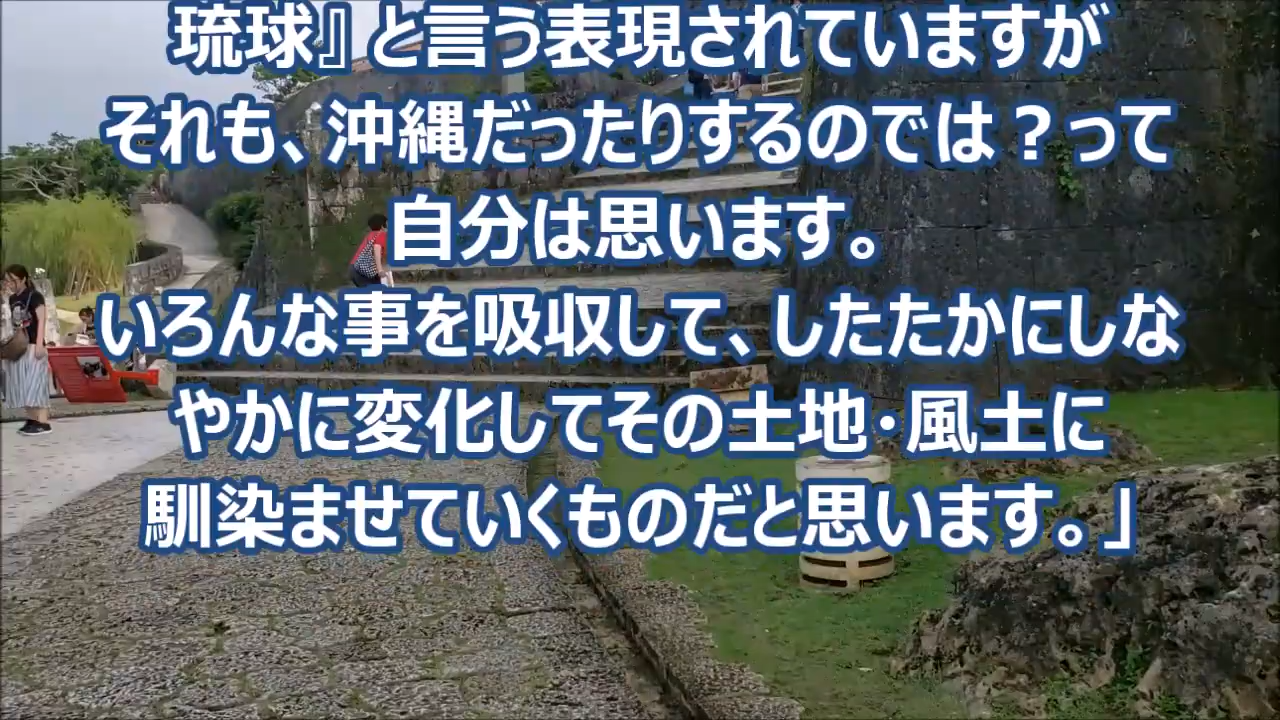 琉球』と言う表現されていますが
それも、沖縄だったりするのでは？って
自分は思います。
いろんな事を吸収して、したたかにしな
やかに変化してその土地・風土に
馴染ませていくものだと思います。」